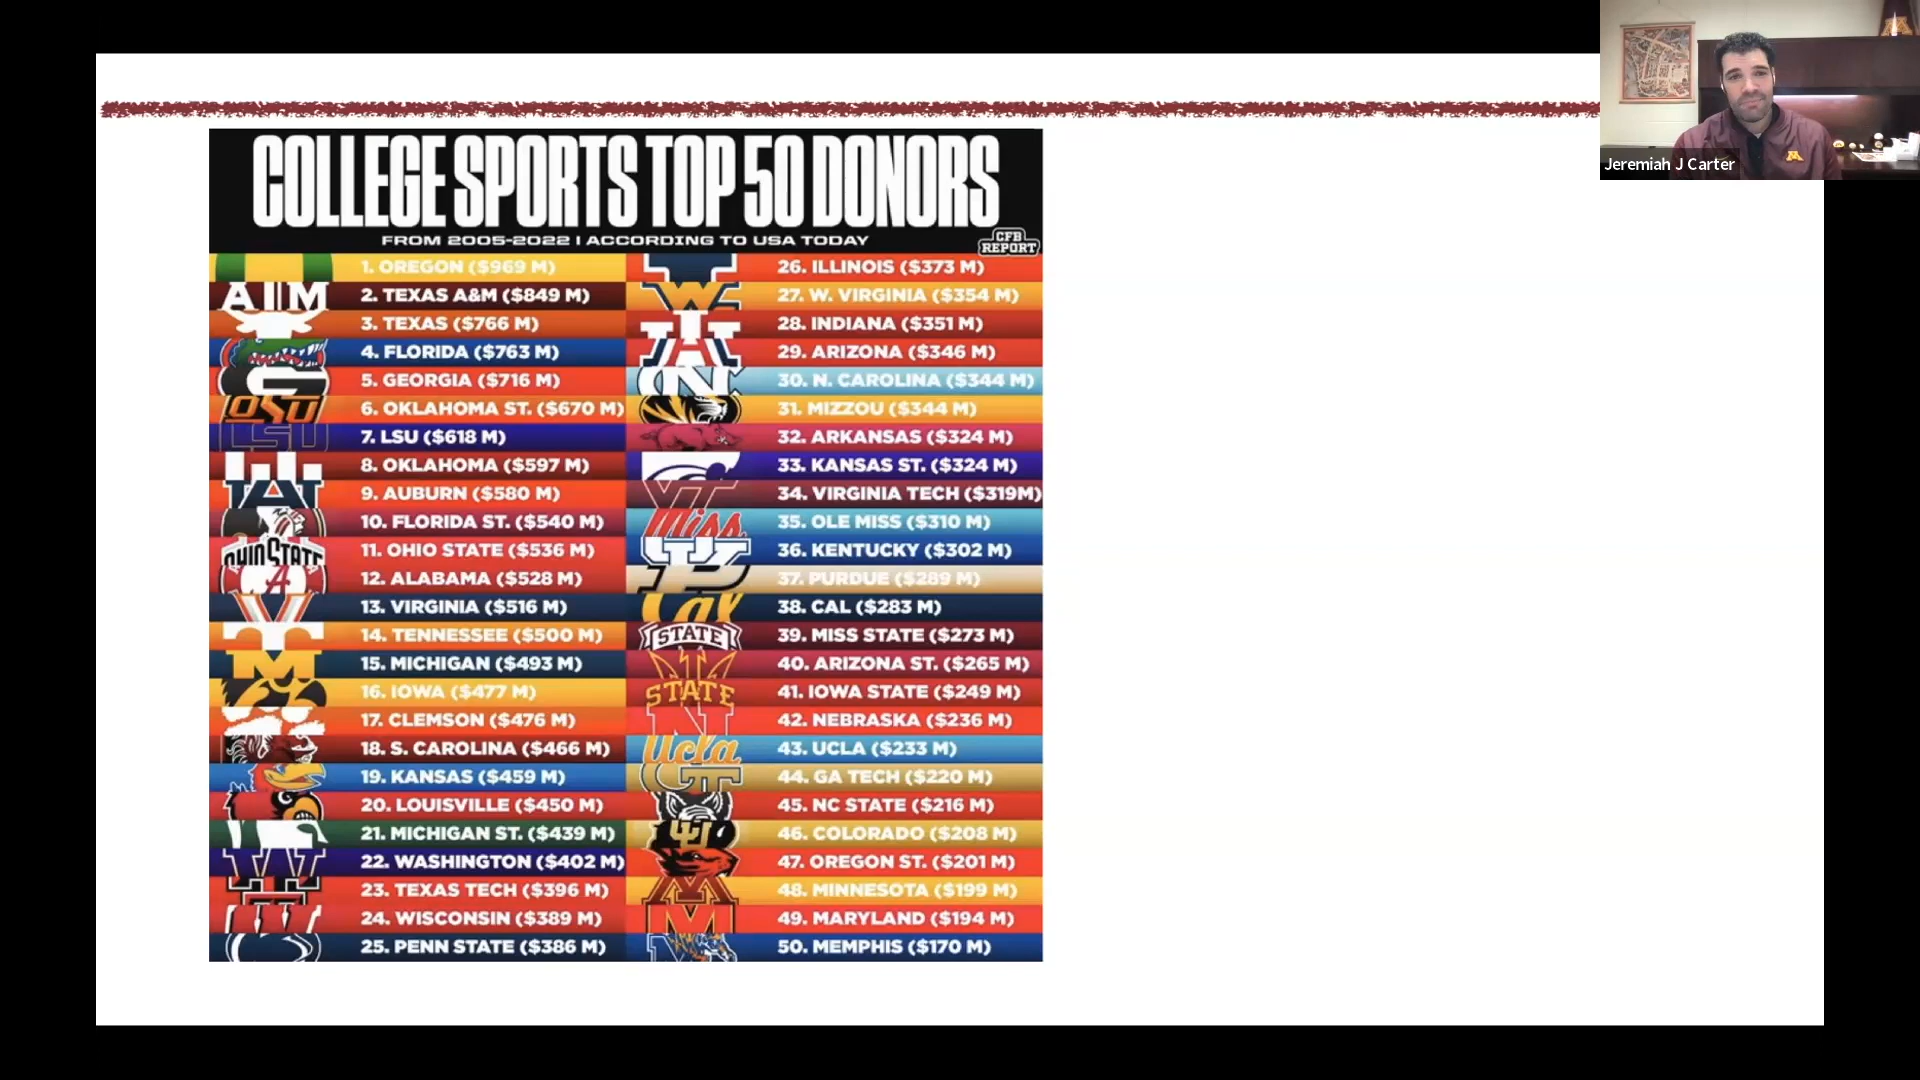 COLLEGE SPORTS TOP 50 DONORS
FROM 2005-2022 | ACCORDING TO USA TODAY
CFB
REPORT
1. OREGON ($969 M)
2. TEXAS A&M ($849 M)
3. TEXAS ($766 M)
4. FLORIDA ($763 M)
5. GEORGIA ($716 M)
6. OKLAHOMA ST. ($670 M)
7. LSU ($618 M)
8. OKLAHOMA ($597 M)
9. AUBURN ($580 M)
10. FLORIDA ST. ($540 M)
11. OHIO STATE ($536 M)
12. ALABAMA ($528 M)
13. VIRGINIA ($516 M)
14. TENNESSEE ($500 M)
15. MICHIGAN ($493 M)
16. IOWA ($477 M)
17. CLEMSON ($476 M)
18. S. CAROLINA ($466 M)
19. KANSAS ($459 M)
20. LOUISVILLE ($450 M)
21. MICHIGAN ST. ($439 M)
22. WASHINGTON ($402 M)
23. TEXAS TECH ($396 M)
24. WISCONSIN ($389 M)
25. PENN STATE ($386 M)
26. ILLINOIS ($373 M)
27. W. VIRGINIA ($354 M)
28. INDIANA ($351 M)
29. ARIZONA ($346 M)
30. N. CAROLINA ($344 M)
31. MIZZOU ($344 M)
32. ARKANSAS ($324 M)
33. KANSAS ST. ($324 M)
34. VIRGINIA TECH ($319M)
35. OLE MISS ($310 M)
36. KENTUCKY ($302 M)
37. PURDUE ($289 M)
38. CAL ($283 M)
39. MISS STATE ($273 M)
40. ARIZONA ST. ($265 M)
41. IOWA STATE ($249 M)
42. NEBRASKA ($236 M)
43. UCLA ($233 M)
44. GA TECH ($220 M)
45. NC STATE ($216 M)
46. COLORADO ($208 M)
47. OREGON ST. ($201 M)
48. MINNESOTA ($199 M)
49. MARYLAND ($194 M)
50. MEMPHIS ($170 M)
Jeremiah J Carter